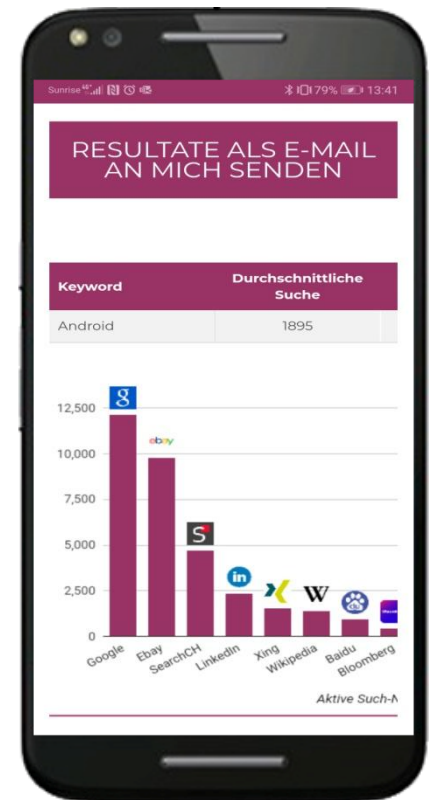 Sunrise 79% 13:41
RESULTATE ALS E-MAIL
AN MICH SENDEN
Keyword Durchschnittliche
Suche
Android 1895
12,500
10,000
7,500
5,000
2,500
0
g
ebay
S
in
W
Google Ebay SearchCH LinkedIn Xing Wikipedia Baidu Bloomberg
Aktive Such-N